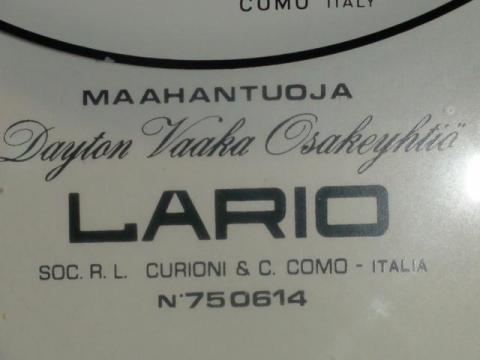 COMO ITALY
MAAHANTUOJA
Dayton Vaaka Osakeyhtiö
LARIO
SOC. R. L. CURIONI & C. COMO - ITALIA
N·750614